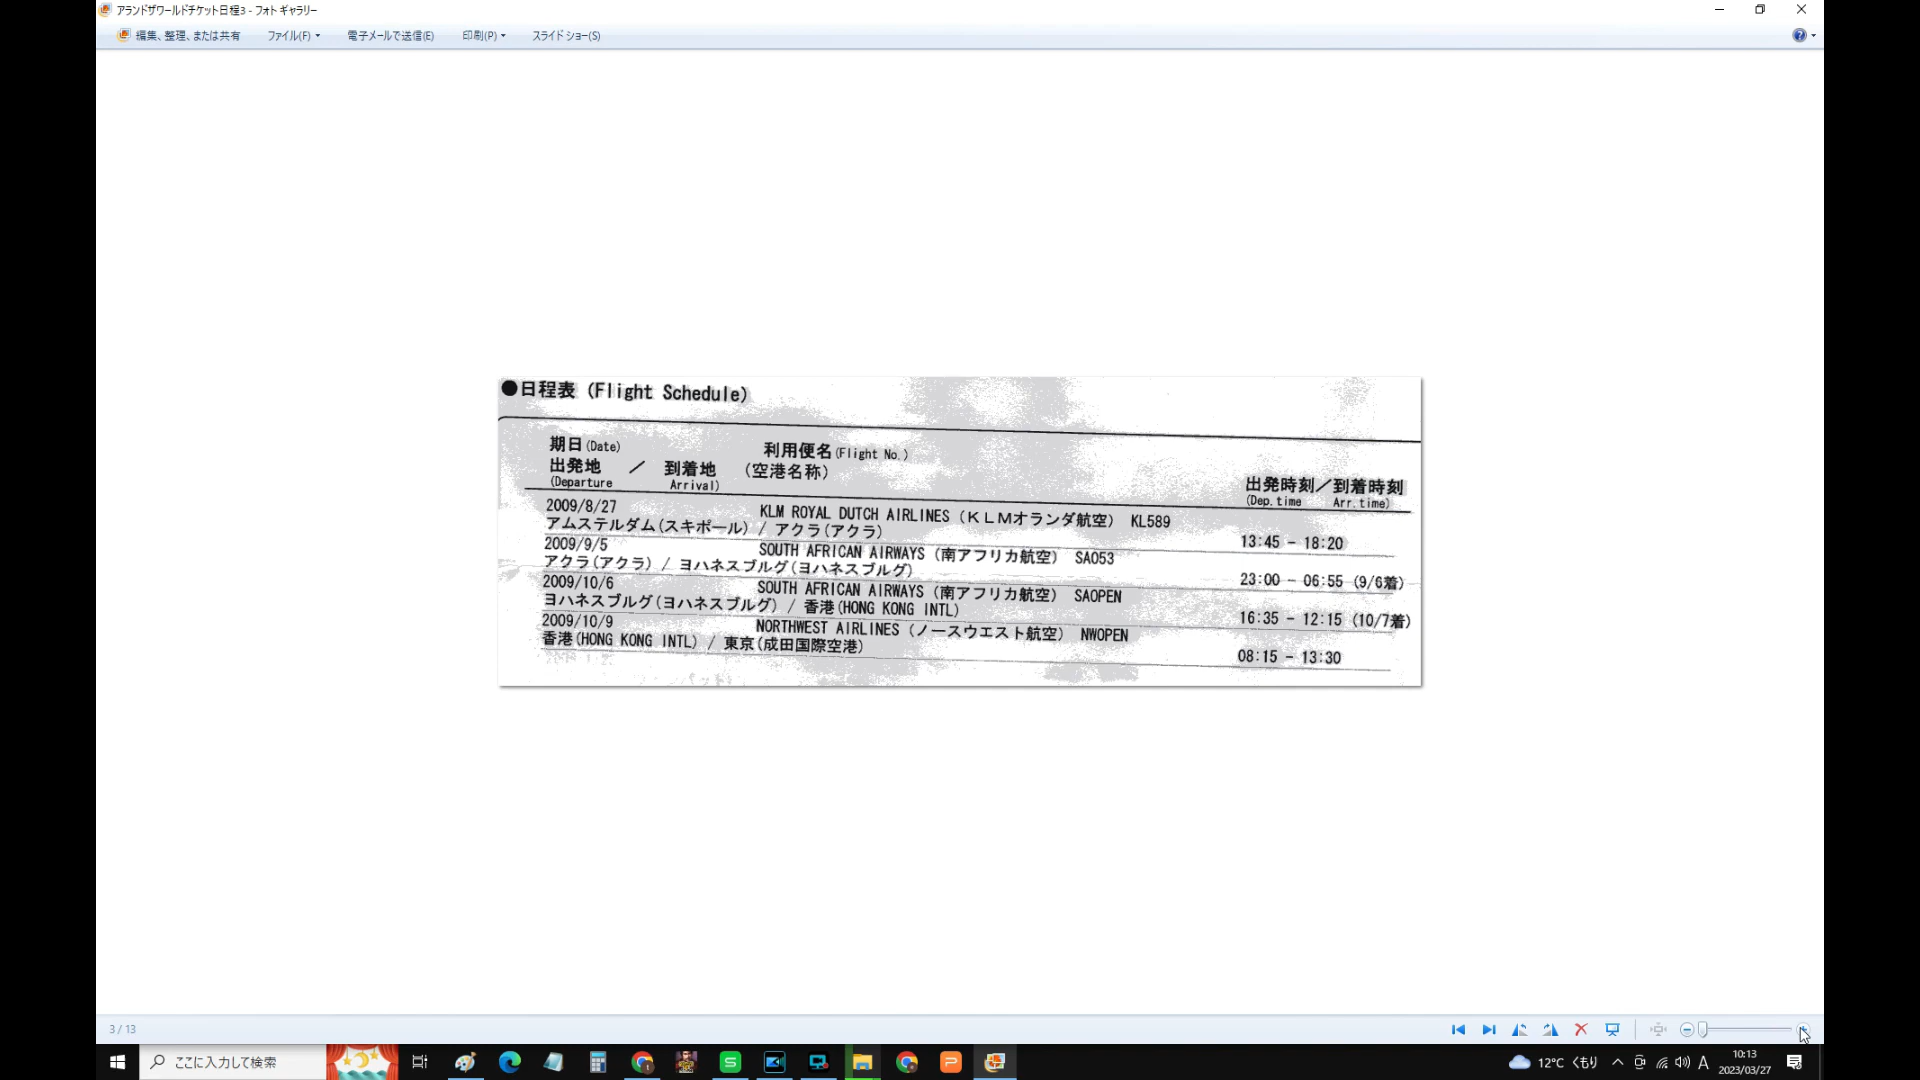 アランドザワールドチケット日程3 - フォト ギャラリー
編集、整理、または共有 ファイル(F) 電子メールで送信(E) 印刷(P) スライド ショー(S)
●日程表 (Flight Schedule)
期日(Date) 利用便名(Flight No.)
出発地 / 到着地 (空港名称) 出発時刻/到着時刻
(Departure Arrival) (Dep.time Arr.time)
2009/8/27 KLM ROYAL DUTCH AIRLINES (KLMオランダ航空) KL589
アムステルダム(スキポール) / アクラ(アクラ) 13:45 - 18:20
2009/9/5 SOUTH AFRICAN AIRWAYS (南アフリカ航空) SA053
アクラ(アクラ) / ヨハネスブルグ(ヨハネスブルグ) 23:00 - 06:55 (9/6着)
2009/10/6 SOUTH AFRICAN AIRWAYS (南アフリカ航空) SAOPEN
ヨハネスブルグ(ヨハネスブルグ) / 香港(HONG KONG INTL) 16:35 - 12:15 (10/7着)
2009/10/9 NORTHWEST AIRLINES (ノースウエスト航空) NWOPEN
香港(HONG KONG INTL) / 東京(成田国際空港) 08:15 - 13:30
3 / 13
ここに入力して検索
12°C くもり A 10:13
2023/03/27